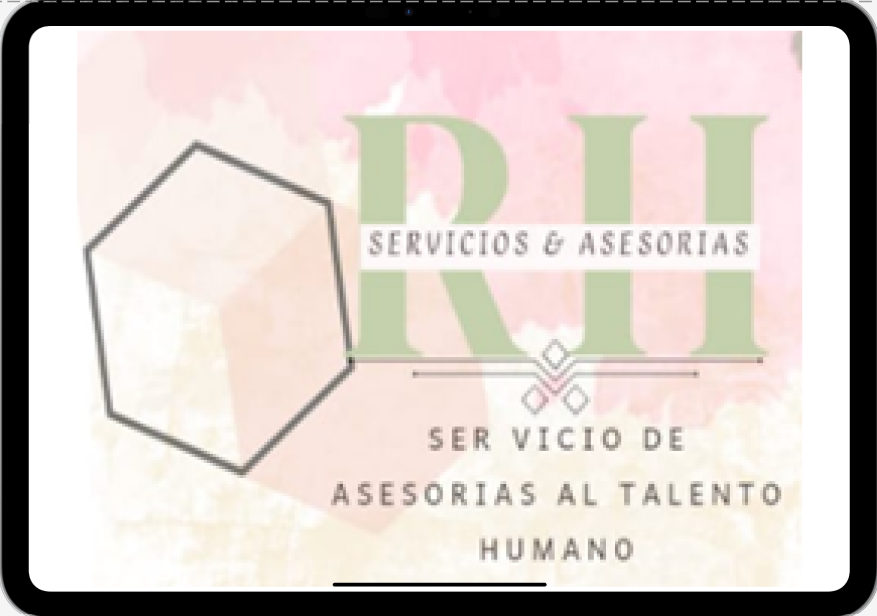 RH
SERVICIOS & ASESORIAS
SER VICIO DE
ASESORIAS AL TALENTO
HUMANO